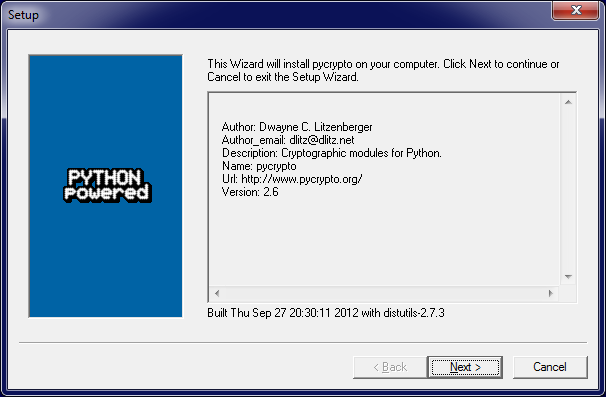 Setup
This Wizard will install pycrypto on your computer. Click Next to continue or
Cancel to exit the Setup Wizard.
Author: Dwayne C. Litzenberger
Author_email: dlitz@dlitz.net
Description: Cryptographic modules for Python.
Name: pycrypto
Url: http://www.pycrypto.org/
Version: 2.6
PYTHON
powered
Built Thu Sep 27 20:30:11 2012 with distutils-2.7.3
< Back
Next >
Cancel